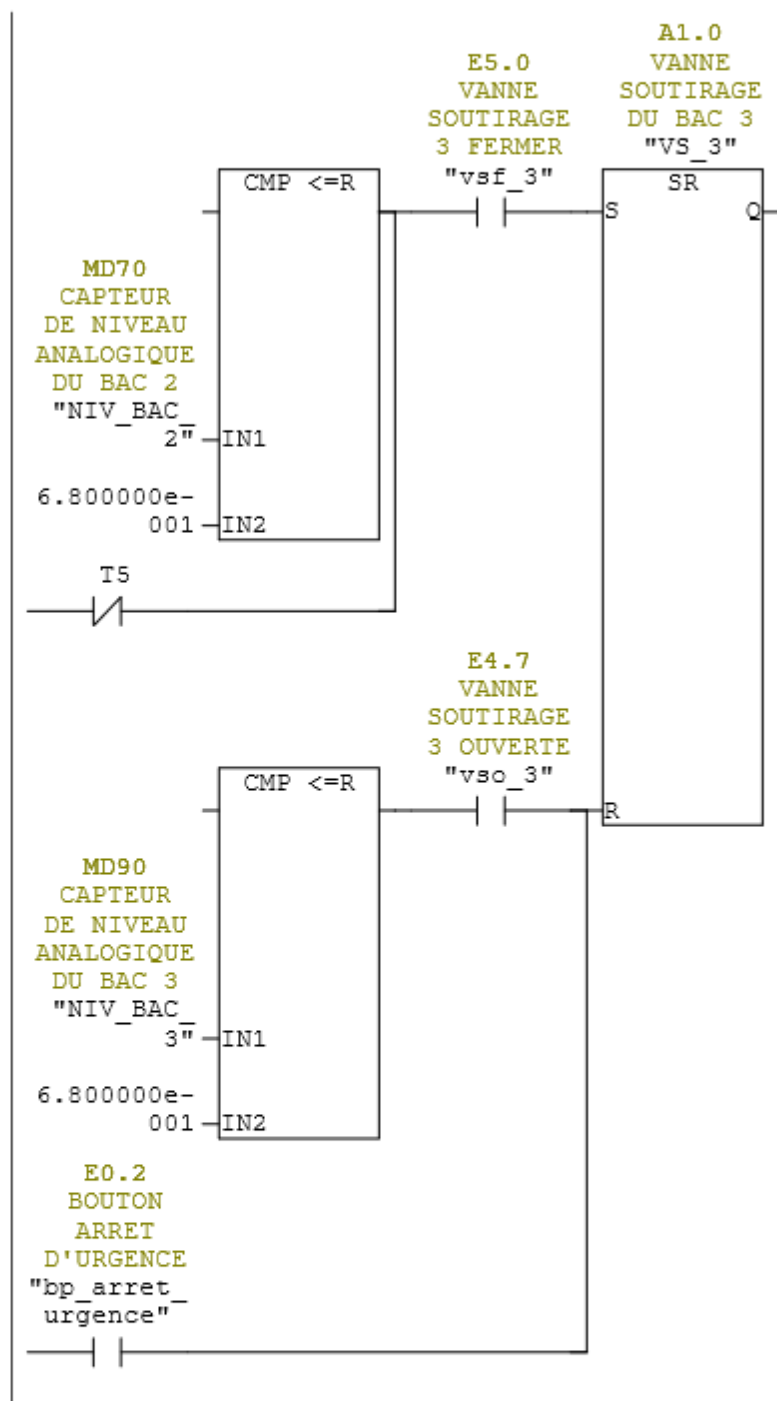 A1.0
VANNE
SOUTIRAGE
DU BAC 3
"VS_3"
SR
S
Q
E5.0
VANNE
SOUTIRAGE
3 FERMER
"vsf_3"
CMP <=R
MD70
CAPTEUR
DE NIVEAU
ANALOGIQUE
DU BAC 2
"NIV_BAC_
2"
IN1
6.800000e-
001
IN2
T5
E4.7
VANNE
SOUTIRAGE
3 OUVERTE
"vso_3"
R
CMP <=R
MD90
CAPTEUR
DE NIVEAU
ANALOGIQUE
DU BAC 3
"NIV_BAC_
3"
IN1
6.800000e-
001
IN2
E0.2
BOUTON
ARRET
D'URGENCE
"bp_arret_
urgence"